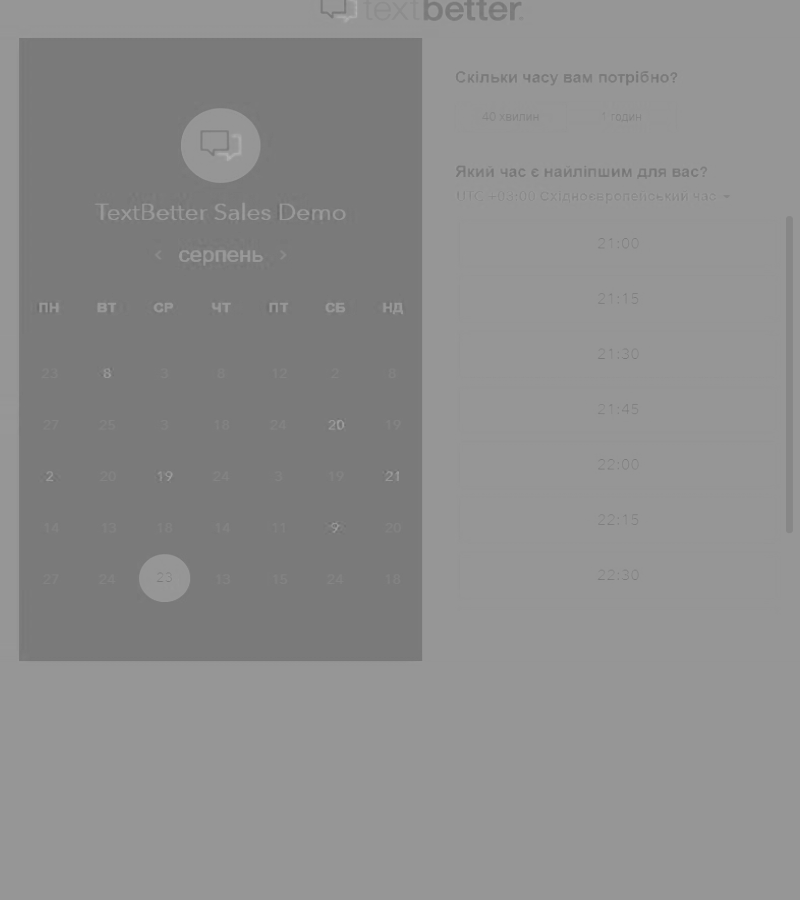 textbetter.
TextBetter Sales Demo
‹ серпень ›
ПН ВТ СР ЧТ ПТ СБ НД
23 8 3 8 12 2 8
27 25 3 18 24 20 19
2 20 19 24 3 19 21
14 13 18 14 11 9 20
27 24 23 13 15 24 18
Скільки часу вам потрібно?
40 хвилин 1 годин
Який час є найліпшим для вас?
UTC +03:00 Східноєвропейський час
21:00
21:15
21:30
21:45
22:00
22:15
22:30